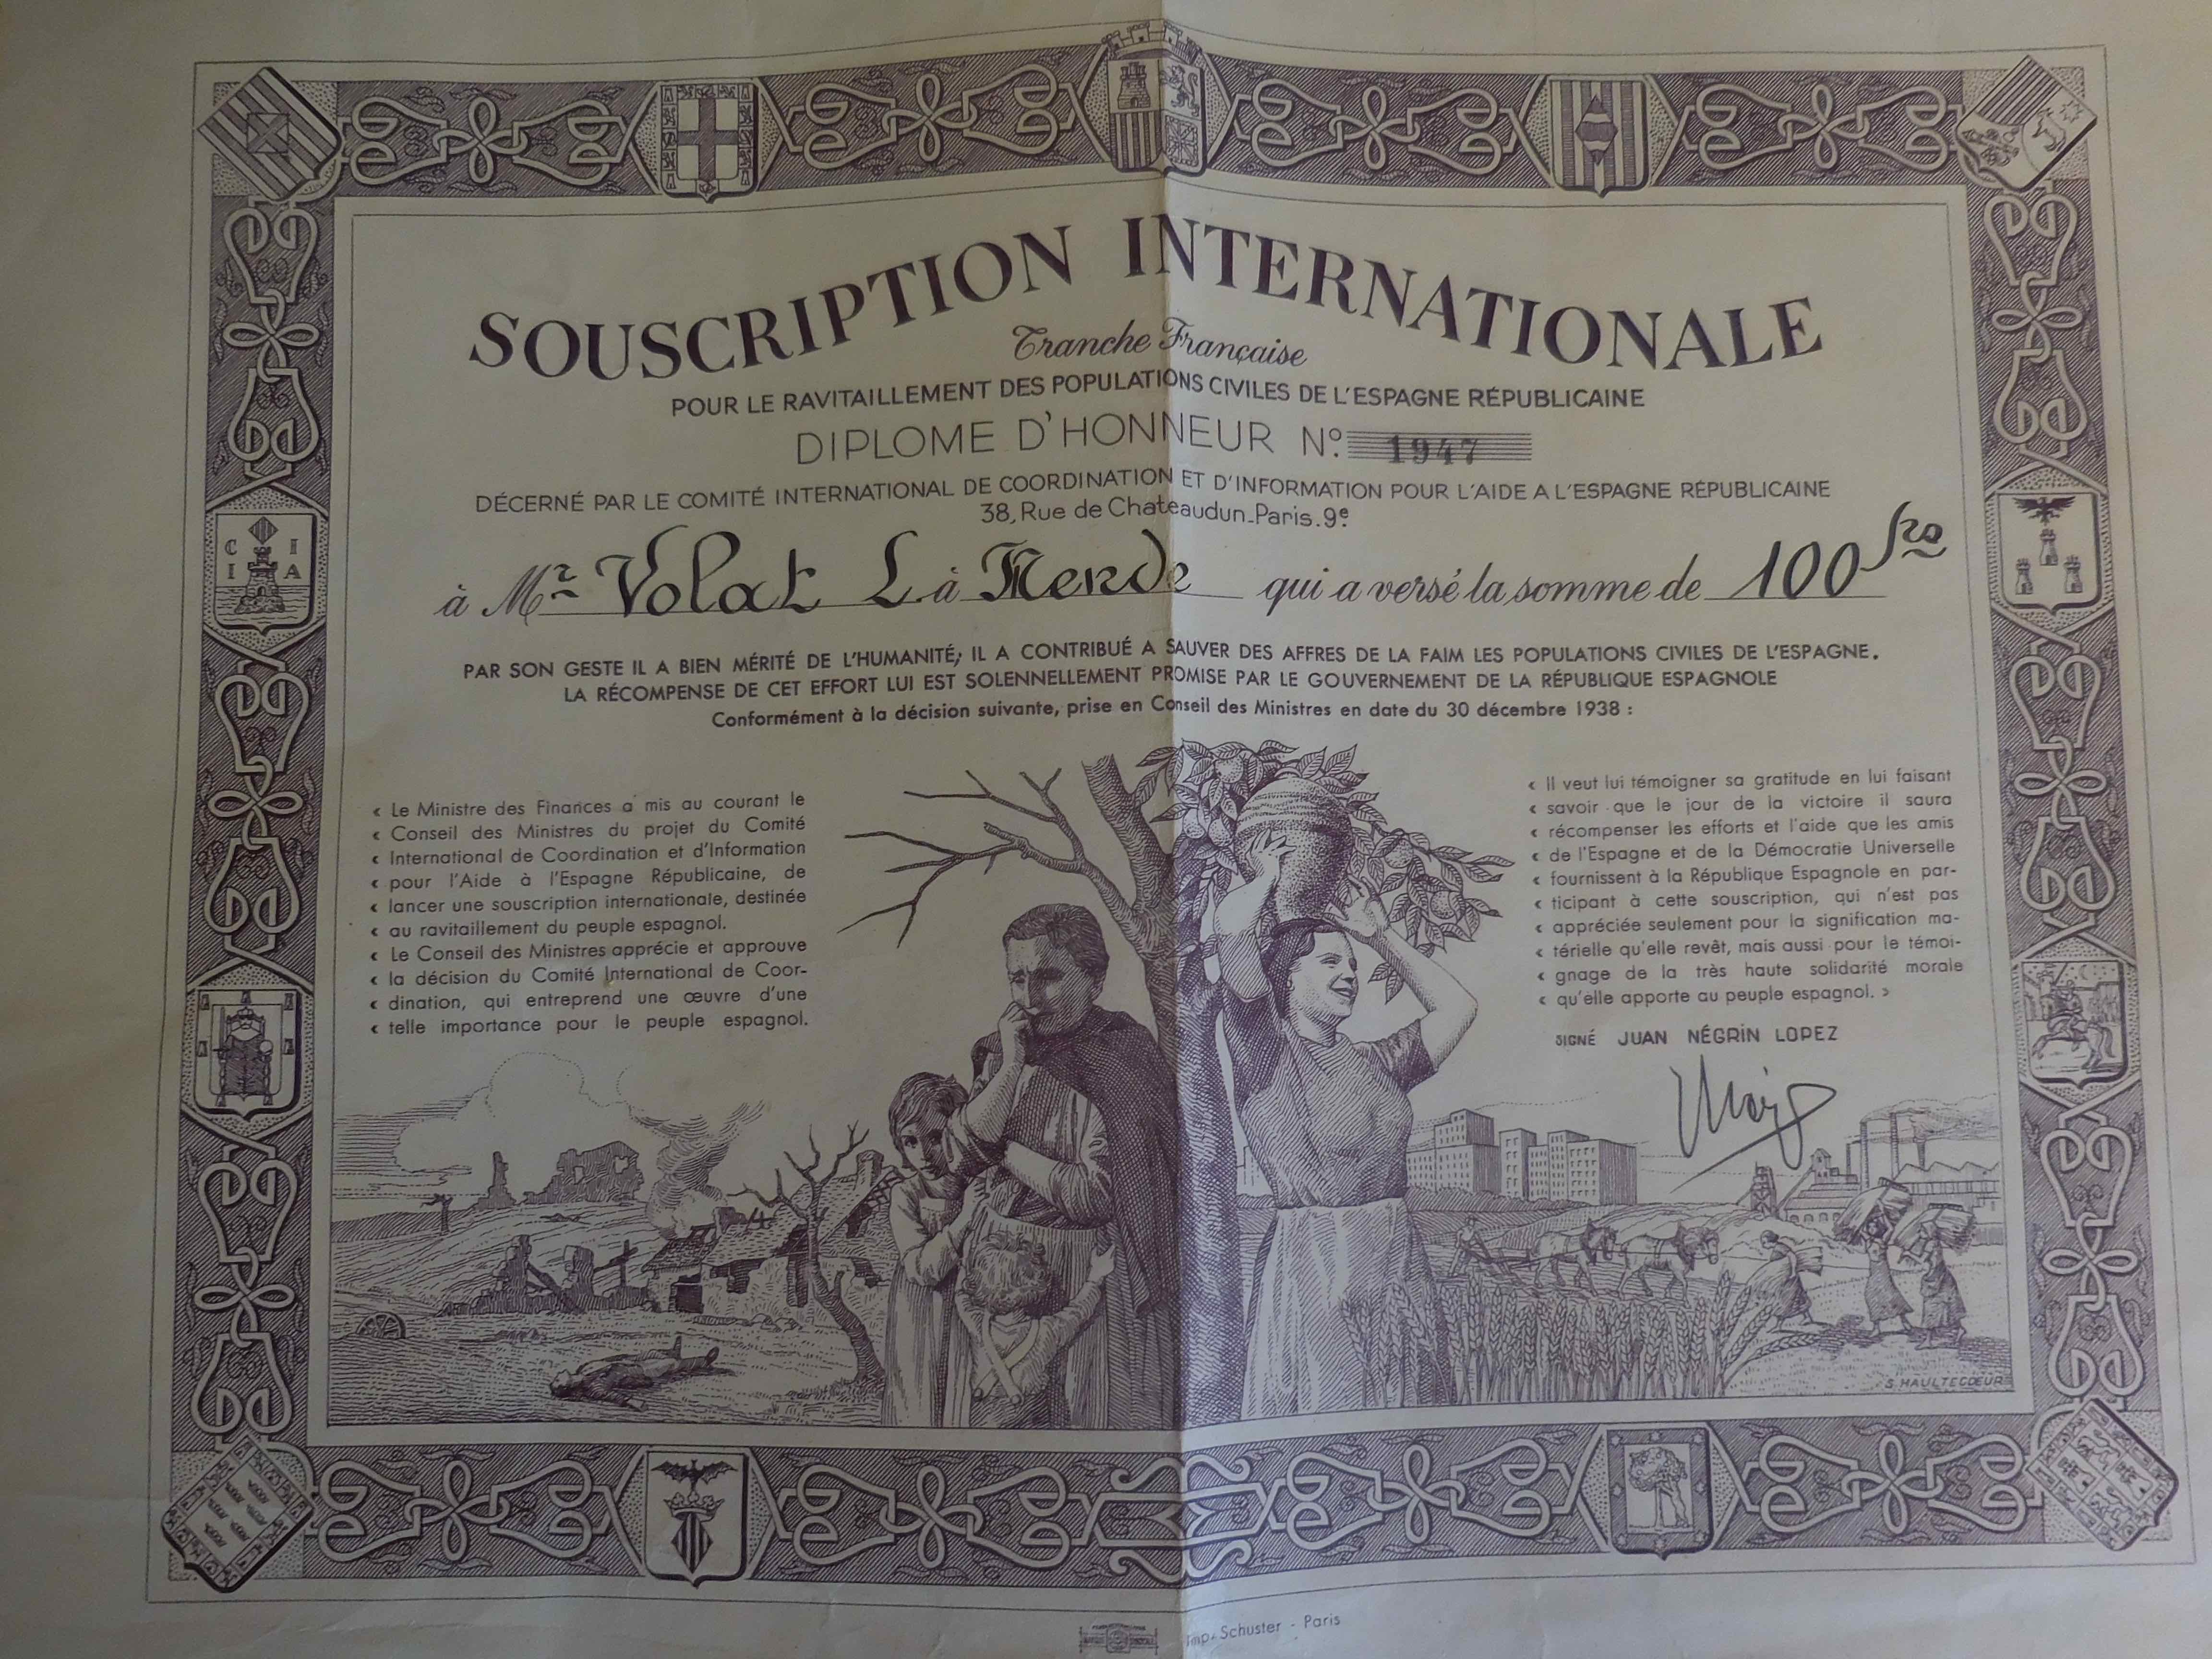 SOUSCRIPTION INTERNATIONALE
Tranche Française
POUR LE RAVITAILLEMENT DES POPULATIONS CIVILES DE L'ESPAGNE RÉPUBLICAINE
DIPLOME D'HONNEUR Nº 1947
DÉCERNÉ PAR LE COMITÉ INTERNATIONAL DE COORDINATION ET D'INFORMATION POUR L'AIDE A L'ESPAGNE RÉPUBLICAINE
38, Rue de Chateaudun_Paris.9e
à Mr Volat La qui a versé la somme de 100 frs
PAR SON GESTE IL A BIEN MÉRITÉ DE L'HUMANITÉ; IL A CONTRIBUÉ A SAUVER DES AFFRES DE LA FAIM LES POPULATIONS CIVILES DE L'ESPAGNE.
LA RÉCOMPENSE DE CET EFFORT LUI EST SOLENNELLEMENT PROMISE PAR LE GOUVERNEMENT DE LA RÉPUBLIQUE ESPAGNOLE
Conformément à la décision suivante, prise en Conseil des Ministres en date du 30 décembre 1938 :
« Le Ministre des Finances a mis au courant le
« Conseil des Ministres du projet du Comité
« International de Coordination et d'Information
« pour l'Aide à l'Espagne Républicaine, de
« lancer une souscription internationale, destinée
« au ravitaillement du peuple espagnol.
« Le Conseil des Ministres apprécie et approuve
« la décision du Comité International de Coor-
« dination, qui entreprend une œuvre d'une
« telle importance pour le peuple espagnol.
« Il veut lui témoigner sa gratitude en lui faisant
« savoir que le jour de la victoire il saura
« récompenser les efforts et l'aide que les amis
« de l'Espagne et de la Démocratie Universelle
« fournissent à la République Espagnole en par-
« ticipant à cette souscription, qui n'est pas
« appréciée seulement pour la signification ma-
« térielle qu'elle revêt, mais aussi pour le témoi-
« gnage de la très haute solidarité morale
« qu'elle apporte au peuple espagnol. »
SIGNÉ JUAN NÉGRIN LOPEZ
C I
I A
S. HAULTECŒUR
Imp. Schuster - Paris